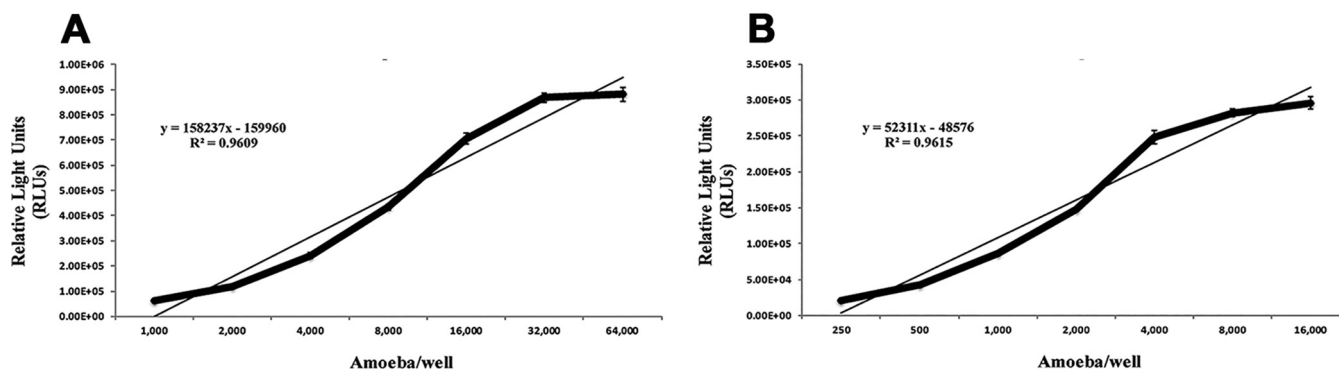 A
1.00E+06
9.00E+05
8.00E+05
7.00E+05
6.00E+05
5.00E+05
4.00E+05
3.00E+05
2.00E+05
1.00E+05
0.00E+00
Relative Light Units
(RLUs)
y = 158237x - 159960
R² = 0.9609
1,000 2,000 4,000 8,000 16,000 32,000 64,000
Amoeba/well
B
3.50E+05
3.00E+05
2.50E+05
2.00E+05
1.50E+05
1.00E+05
5.00E+04
0.00E+00
Relative Light Units
(RLUs)
y = 52311x - 48576
R² = 0.9615
250 500 1,000 2,000 4,000 8,000 16,000
Amoeba/well